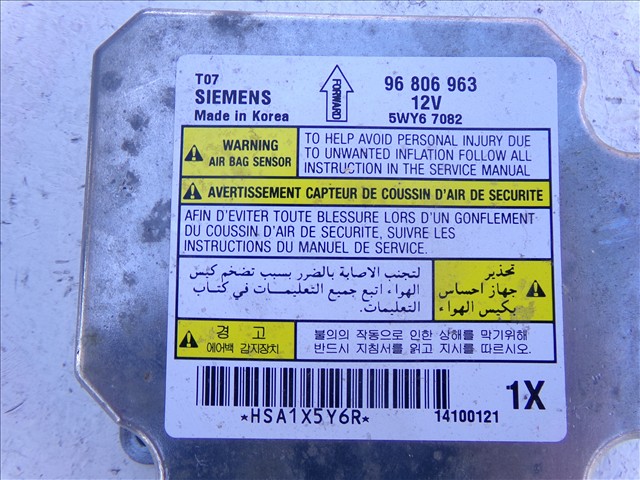 T07
SIEMENS
Made in Korea
FORWARD
96 806 963
12V
5WY6 7082
WARNING
AIR BAG SENSOR
TO HELP AVOID PERSONAL INJURY DUE
TO UNWANTED INFLATION FOLLOW ALL
INSTRUCTION IN THE SERVICE MANUAL
AVERTISSEMENT CAPTEUR DE COUSSIN D'AIR DE SECURITE
AFIN D'EVITER TOUTE BLESSURE LORS D'UN GONFLEMENT
DU COUSSIN D'AIR DE SECURITE, SUIVRE LES
INSTRUCTIONS DU MANUEL DE SERVICE.
تحذير
جهاز احساس
بكيس الهواء
لتجنب الاصابة بالضرر بسبب تضخم كيس
الهواء اتبع جميع التعليمات في كتاب
التعليمات.
경 고
에어백 감지장치
불의의 작동으로 인한 상해를 막기위해
반드시 지침서를 읽고 지시를 따르시오.
*HSA1X5Y6R*
14100121
1X